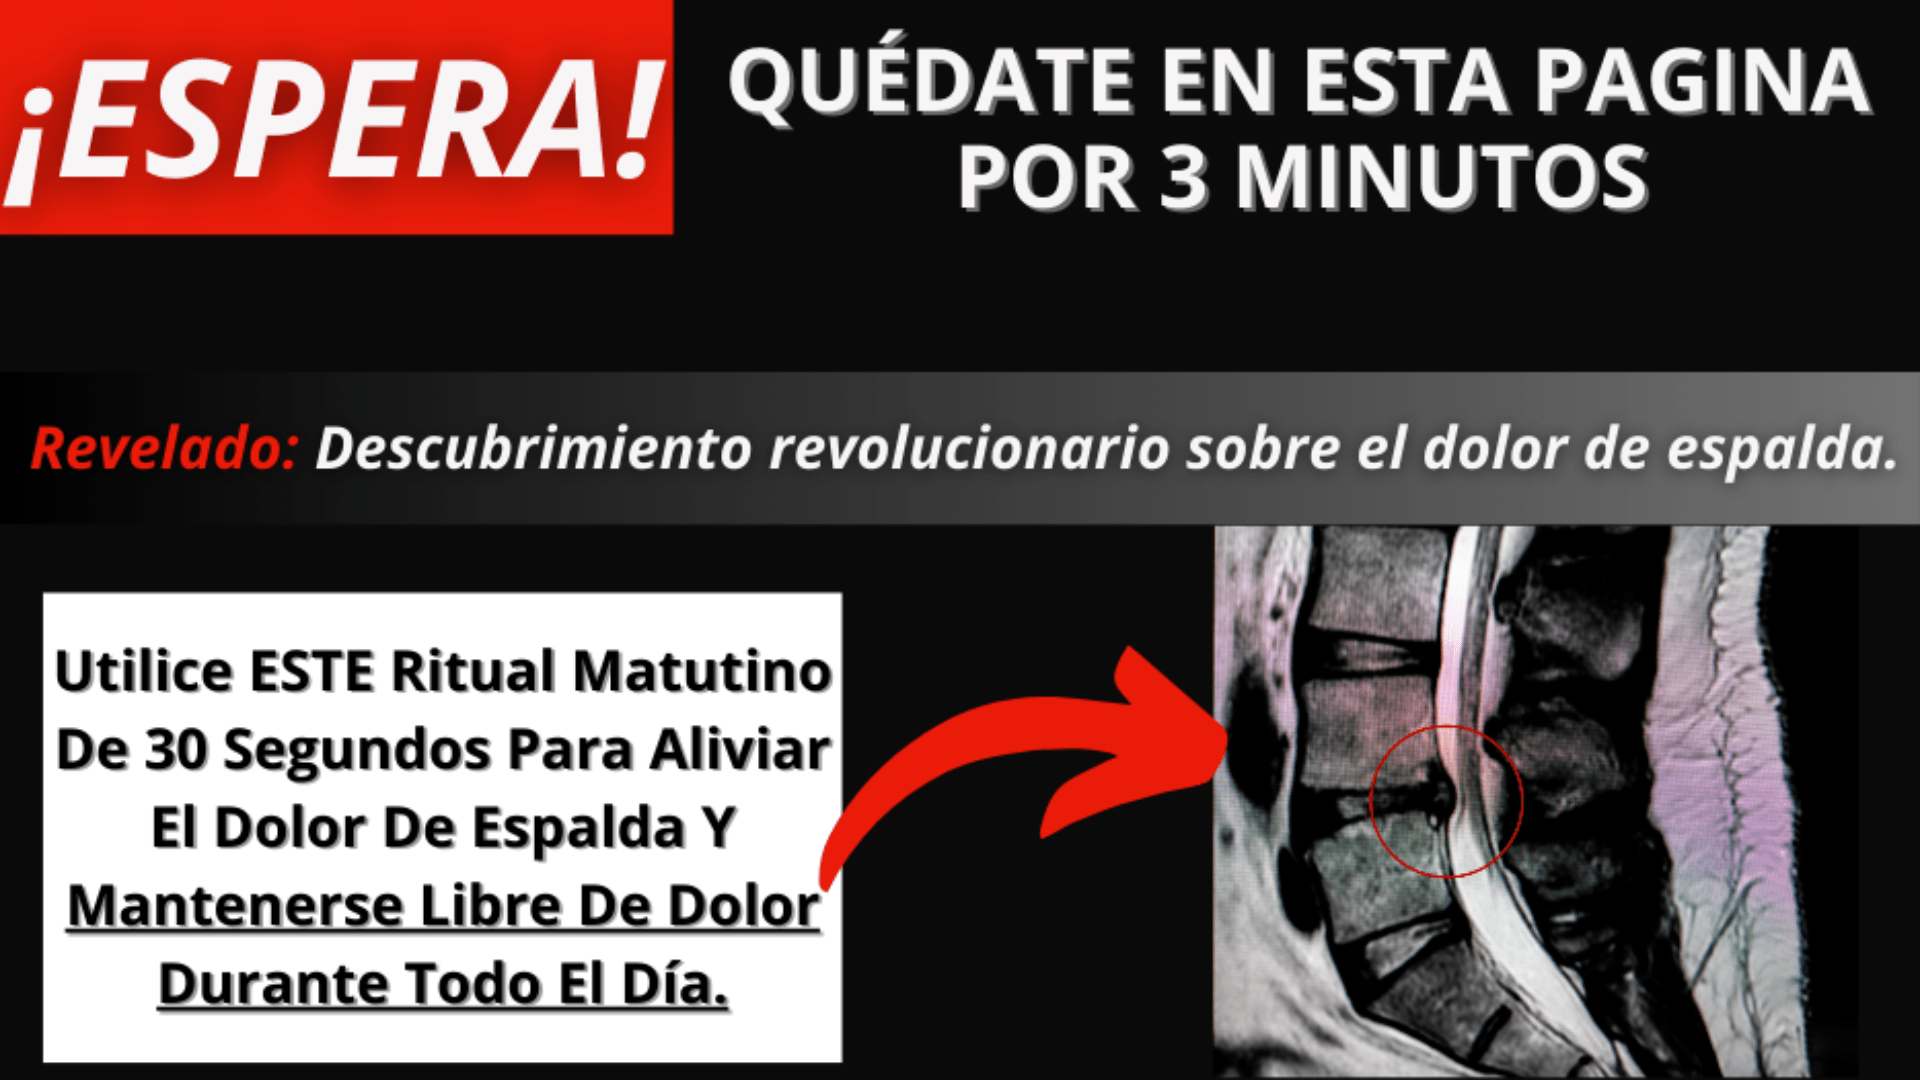 ¡ESPERA!
QUÉDATE EN ESTA PAGINA
POR 3 MINUTOS
Revelado: Descubrimiento revolucionario sobre el dolor de espalda.
Utilice ESTE Ritual Matutino
De 30 Segundos Para Aliviar
El Dolor De Espalda Y
Mantenerse Libre De Dolor
Durante Todo El Día.